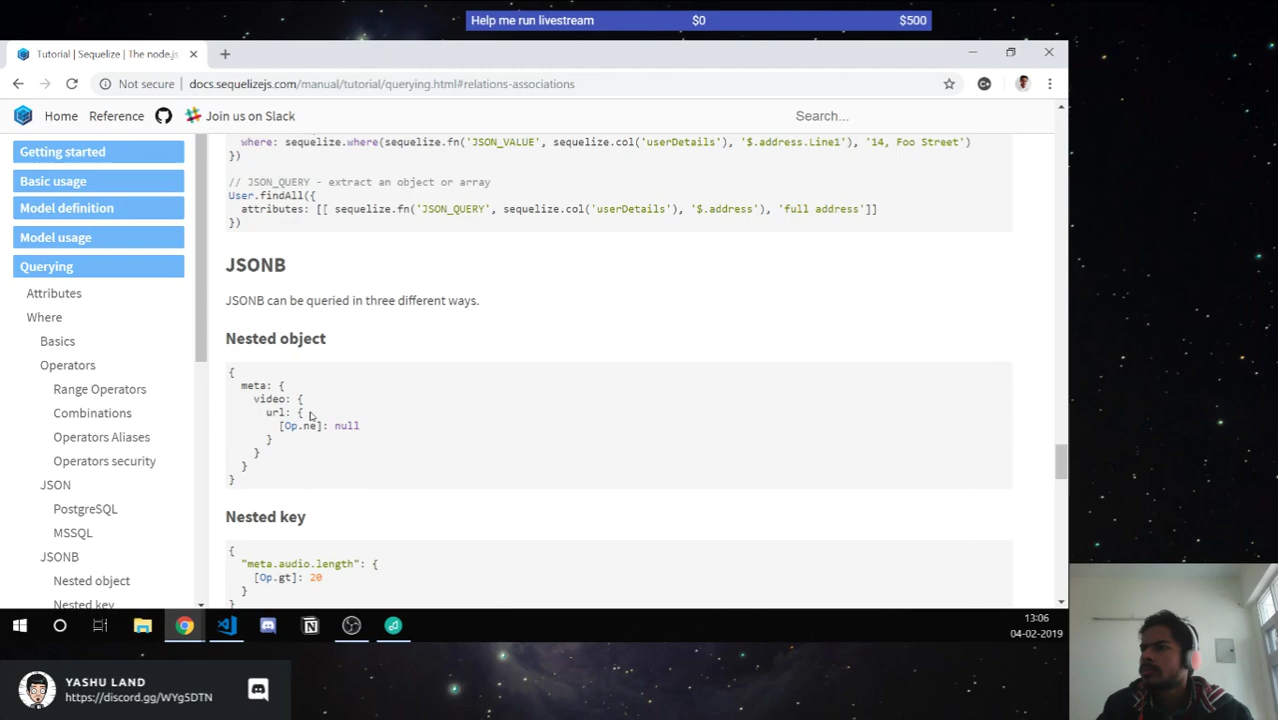 Help me run livestream $0 $500
Tutorial | Sequelize | The node.js
Not secure docs.sequelizejs.com/manual/tutorial/querying.html#relations-associations
Home Reference Join us on Slack Search...
Getting started
Basic usage
Model definition
Model usage
Querying
Attributes
Where
Basics
Operators
Range Operators
Combinations
Operators Aliases
Operators security
JSON
PostgreSQL
MSSQL
JSONB
Nested object
Nested key
where: sequelize.where(sequelize.fn('JSON_VALUE', sequelize.col('userDetails'), '$.address.Line1'), '14, Foo Street')
})
// JSON_QUERY - extract an object or array
User.findAll({
attributes: [[ sequelize.fn('JSON_QUERY', sequelize.col('userDetails'), '$.address'), 'full address']]
})
JSONB
JSONB can be queried in three different ways.
Nested object
{
meta: {
video: {
url: {
[Op.ne]: null
}
}
}
}
Nested key
{
"meta.audio.length": {
[Op.gt]: 20
}
}
13:06
04-02-2019
YASHU LAND
https://discord.gg/WYg5DTN